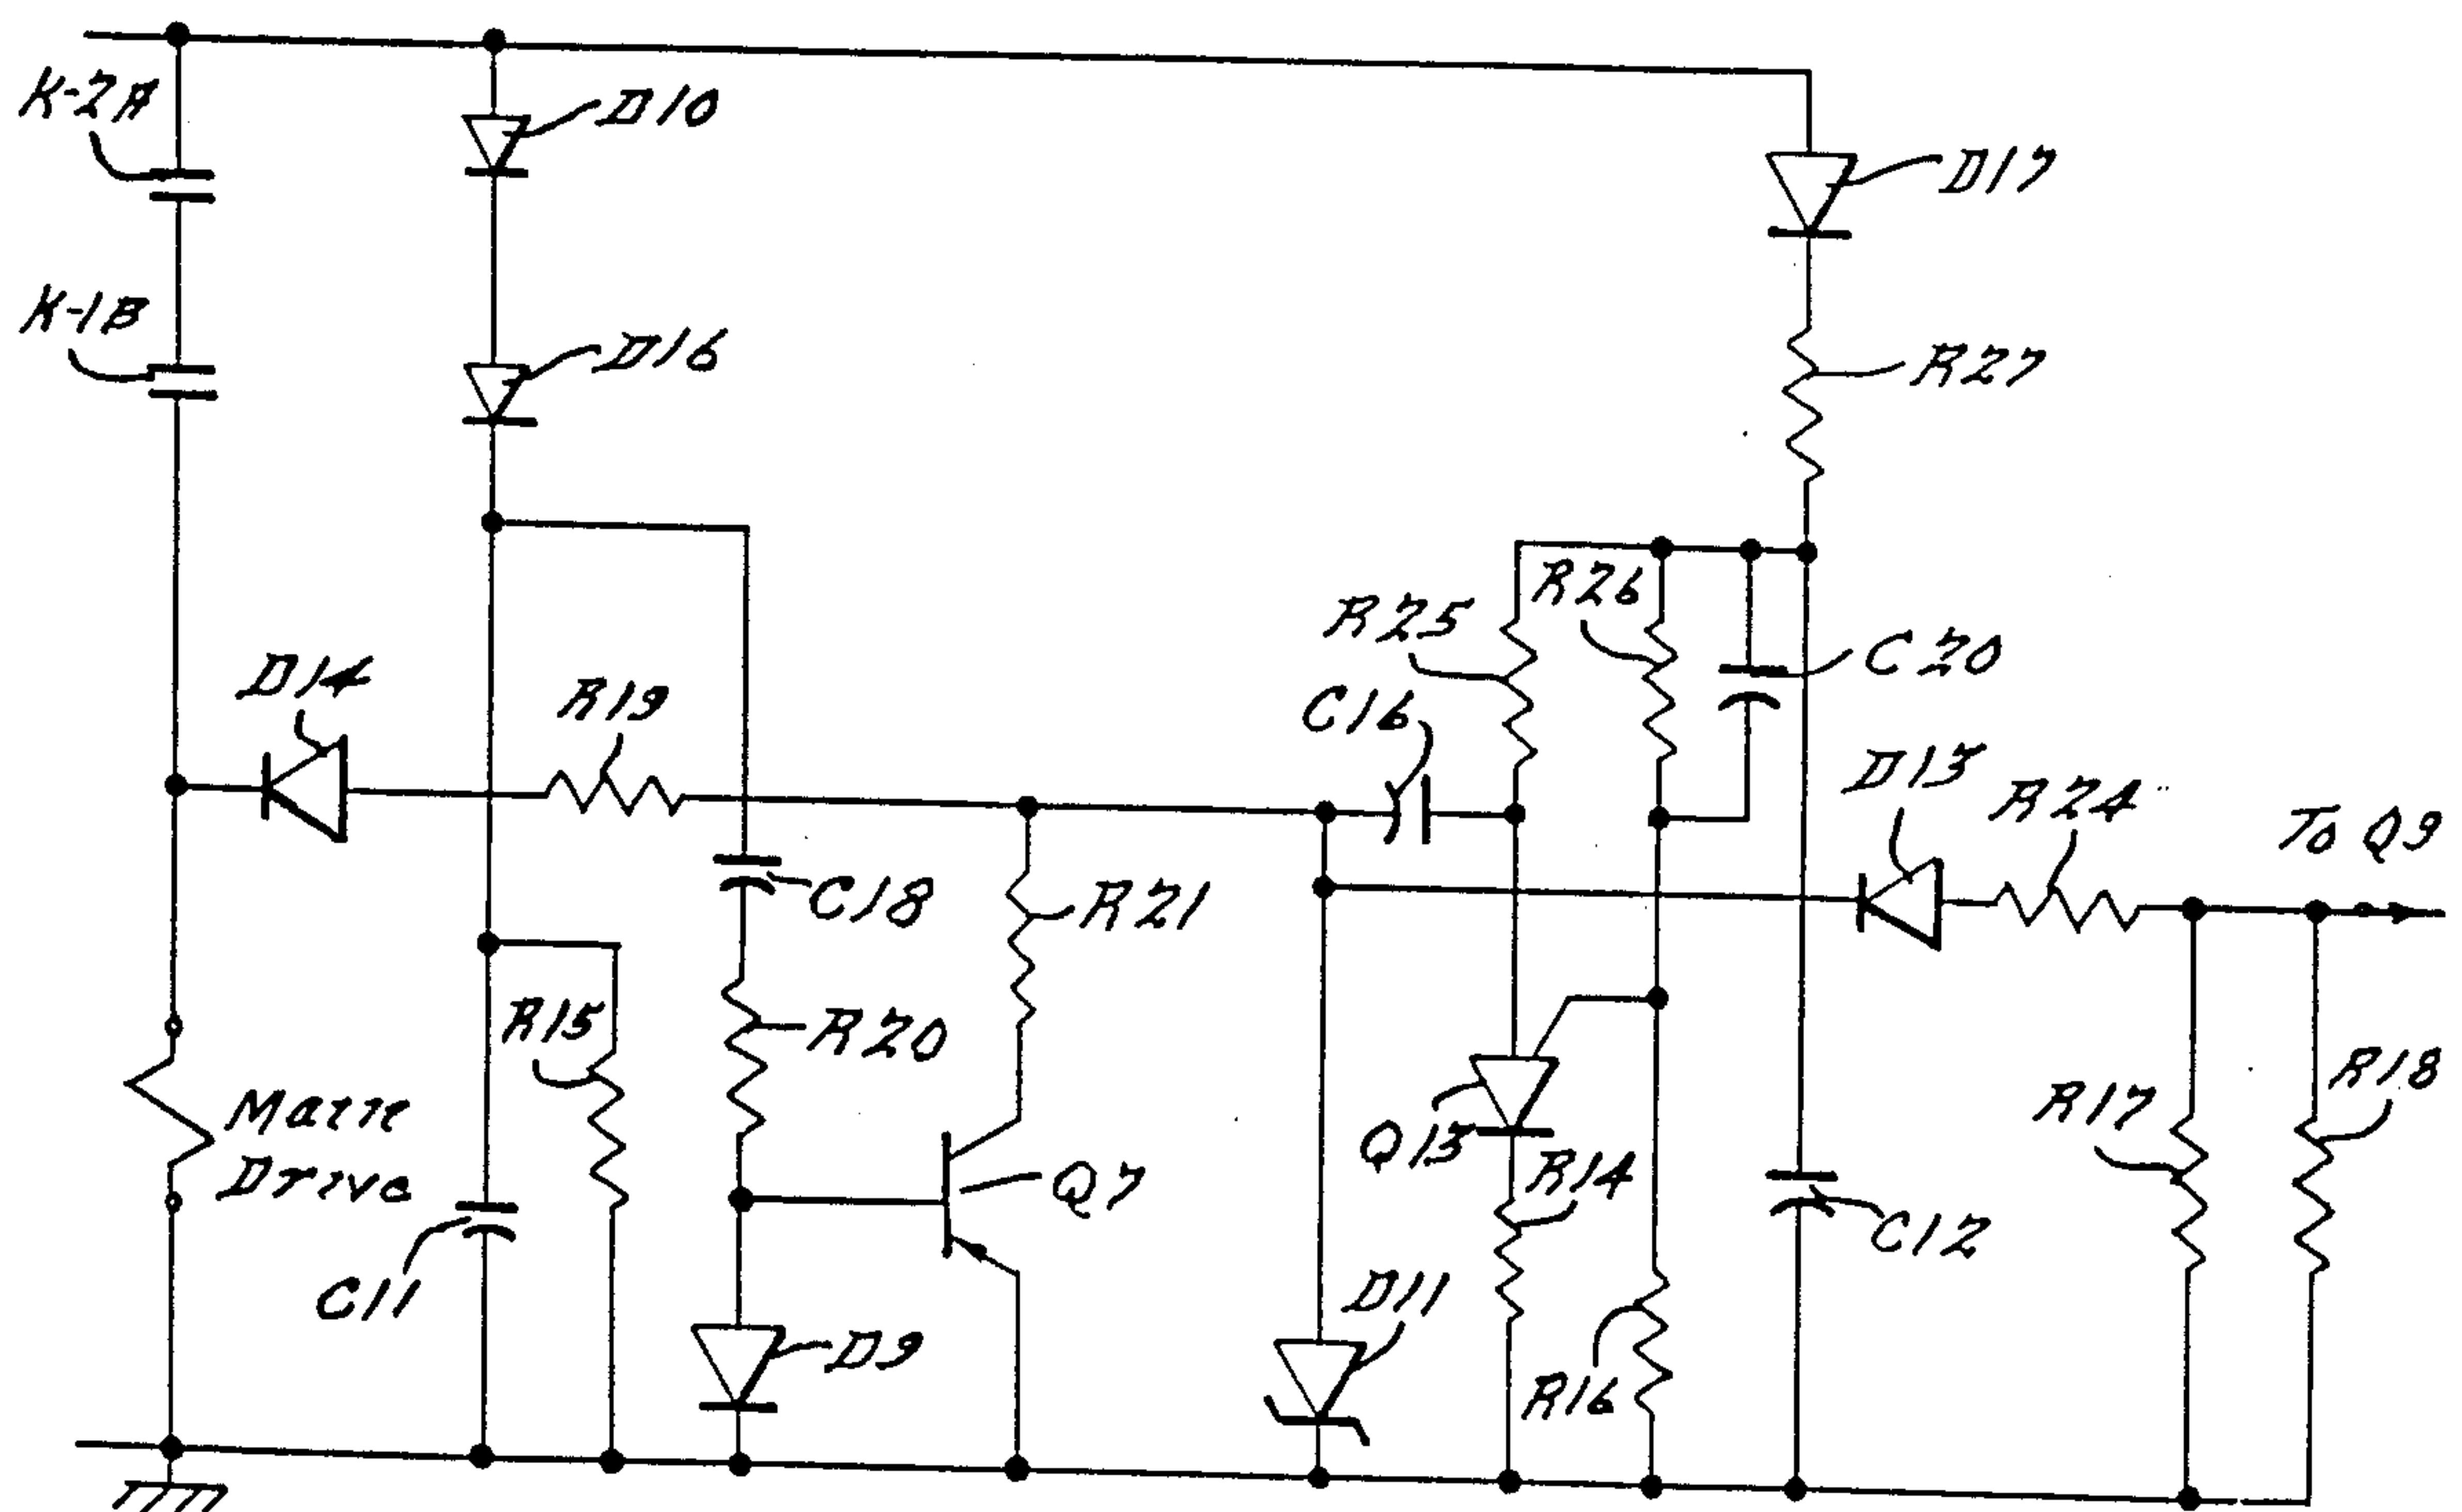 K-2A
D10
D17
K-1B
D16
R27
R26
R25
C20
D14
R19
C16
D13
R24
To Q9
C18
R21
R15
R20
R18
R17
Main
Drive
Q13
R14
Q7
C12
C11
D11
D9
R16